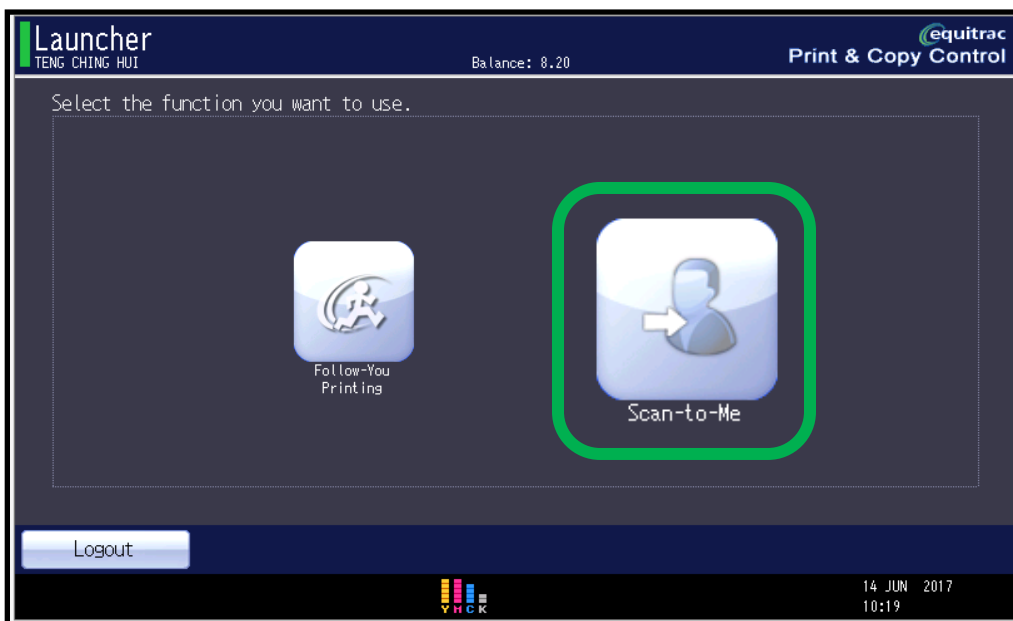 Launcher
TENG CHING HUI
Balance: 8.20
equitrac
Print & Copy Control
Select the function you want to use.
Follow-You
Printing
Scan-to-Me
Logout
Y M C K
14 JUN 2017
10:19